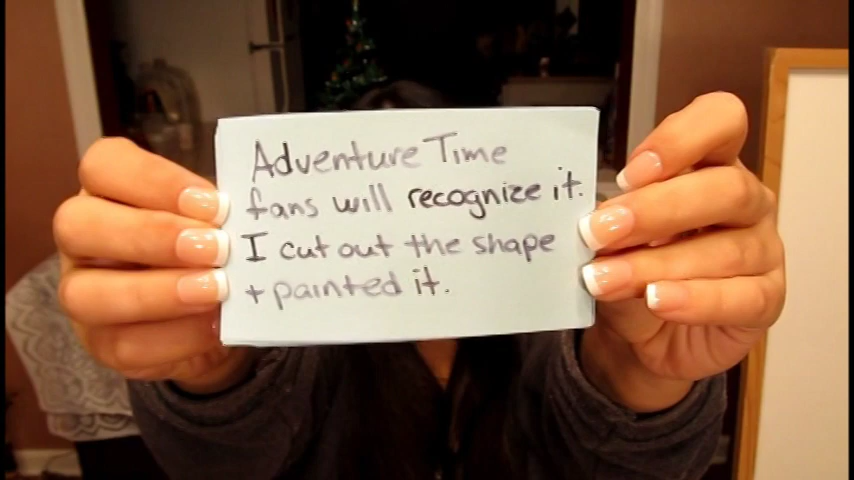 Adventure Time
fans will recognize it.
I cut out the shape
+ painted it.